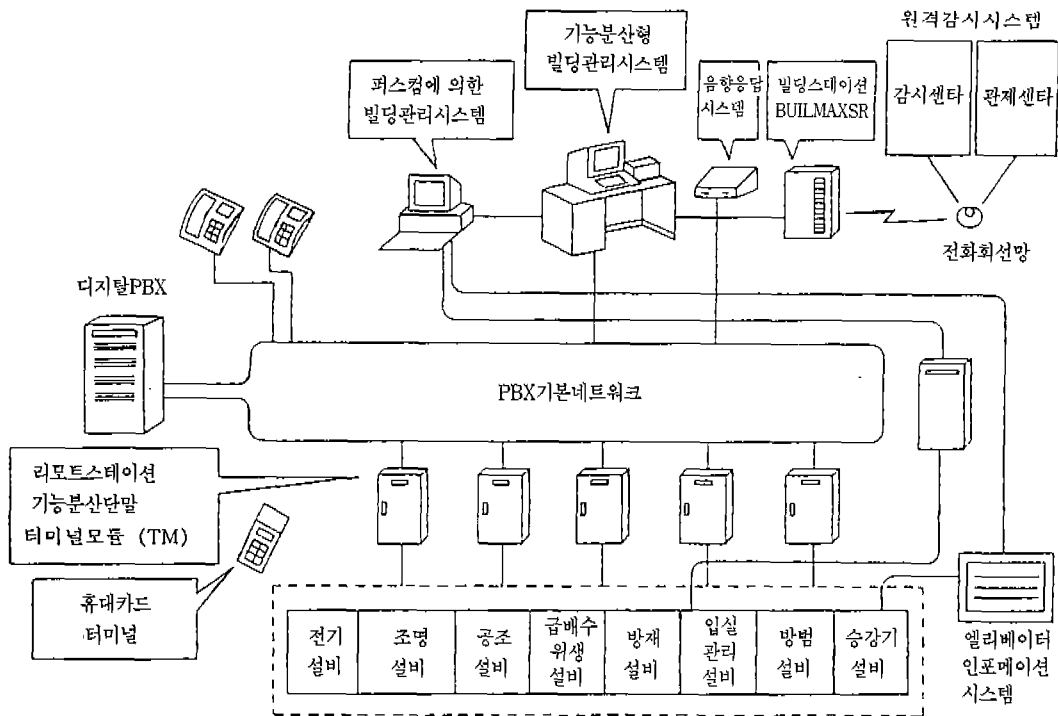 원격감시시스템
감시센타
관제센타
기능분산형
빌딩관리시스템
퍼스컴에 의한
빌딩관리시스템
음향응답
시스템
빌딩스데이션
BUILMAXSR
전화회선망
디지탈PBX
PBX기본네트워크
리모트스테이션
기능분산단말
터미널모듈 (TM)
휴대카드
터미널
전기
설비
조명
설비
공조
설비
급배수
위생
설비
방재
설비
입실
관리
설비
방범
설비
승강기
설비
엘리베이터
인포메이션
시스템